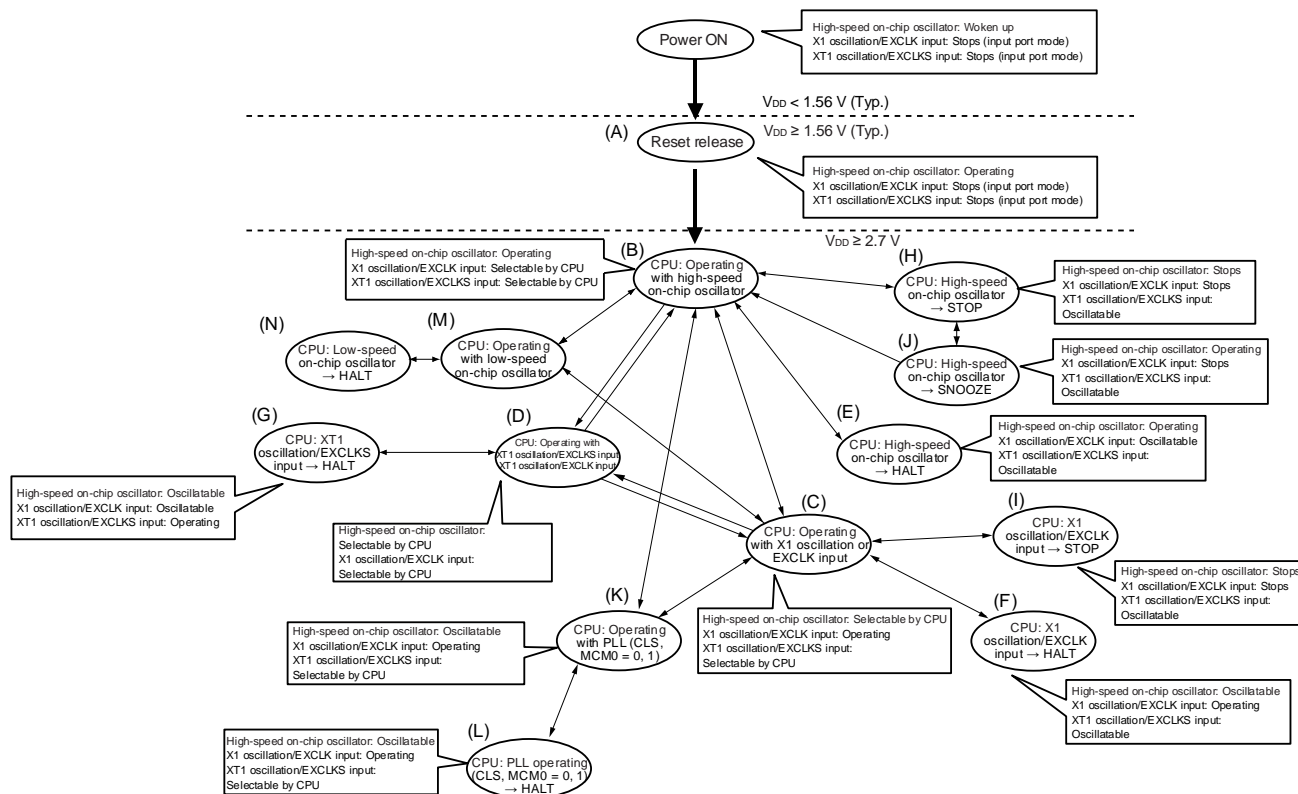 Power ON
High-speed on-chip oscillator: Woken up
X1 oscillation/EXCLK input: Stops (input port mode)
XT1 oscillation/EXCLKS input: Stops (input port mode)
VDD < 1.56 V (Typ.)
(A)
VDD ≥ 1.56 V (Typ.)
Reset release
High-speed on-chip oscillator: Operating
X1 oscillation/EXCLK input: Stops (input port mode)
XT1 oscillation/EXCLKS input: Stops (input port mode)
VDD ≥ 2.7 V
(B)
High-speed on-chip oscillator: Operating
X1 oscillation/EXCLK input: Selectable by CPU
XT1 oscillation/EXCLKS input: Selectable by CPU
CPU: Operating
with high-speed
on-chip oscillator
(H)
CPU: High-speed
on-chip oscillator
→ STOP
High-speed on-chip oscillator: Stops
X1 oscillation/EXCLK input: Stops
XT1 oscillation/EXCLKS input:
Oscillatable
(N)
CPU: Low-speed
on-chip oscillator
→ HALT
(M)
CPU: Operating
with low-speed
on-chip oscillator
(J)
CPU: High-speed
on-chip oscillator
→ SNOOZE
High-speed on-chip oscillator: Operating
X1 oscillation/EXCLK input: Stops
XT1 oscillation/EXCLKS input:
Oscillatable
(G)
CPU: XT1
oscillation/EXCLKS
input → HALT
(D)
CPU: Operating with
XT1 oscillation/EXCLKS input
XT1 oscillation/EXCLK input
(E)
CPU: High-speed
on-chip oscillator
→ HALT
High-speed on-chip oscillator: Operating
X1 oscillation/EXCLK input: Oscillatable
XT1 oscillation/EXCLKS input:
Oscillatable
High-speed on-chip oscillator: Oscillatable
X1 oscillation/EXCLK input: Oscillatable
XT1 oscillation/EXCLKS input: Operating
High-speed on-chip oscillator:
Selectable by CPU
X1 oscillation/EXCLK input:
Selectable by CPU
(C)
CPU: Operating
with X1 oscillation or
EXCLK input
(I)
CPU: X1
oscillation/EXCLK
input → STOP
High-speed on-chip oscillator: Stops
X1 oscillation/EXCLK input: Stops
XT1 oscillation/EXCLKS input:
Oscillatable
(K)
CPU: Operating
with PLL (CLS,
MCM0 = 0, 1)
High-speed on-chip oscillator: Oscillatable
X1 oscillation/EXCLK input: Operating
XT1 oscillation/EXCLKS input:
Selectable by CPU
High-speed on-chip oscillator: Selectable by CPU
X1 oscillation/EXCLK input: Operating
XT1 oscillation/EXCLKS input:
Selectable by CPU
(F)
CPU: X1
oscillation/EXCLK
input → HALT
High-speed on-chip oscillator: Oscillatable
X1 oscillation/EXCLK input: Operating
XT1 oscillation/EXCLKS input:
Oscillatable
(L)
CPU: PLL operating
(CLS, MCM0 = 0, 1)
→ HALT
High-speed on-chip oscillator: Oscillatable
X1 oscillation/EXCLK input: Operating
XT1 oscillation/EXCLKS input:
Selectable by CPU